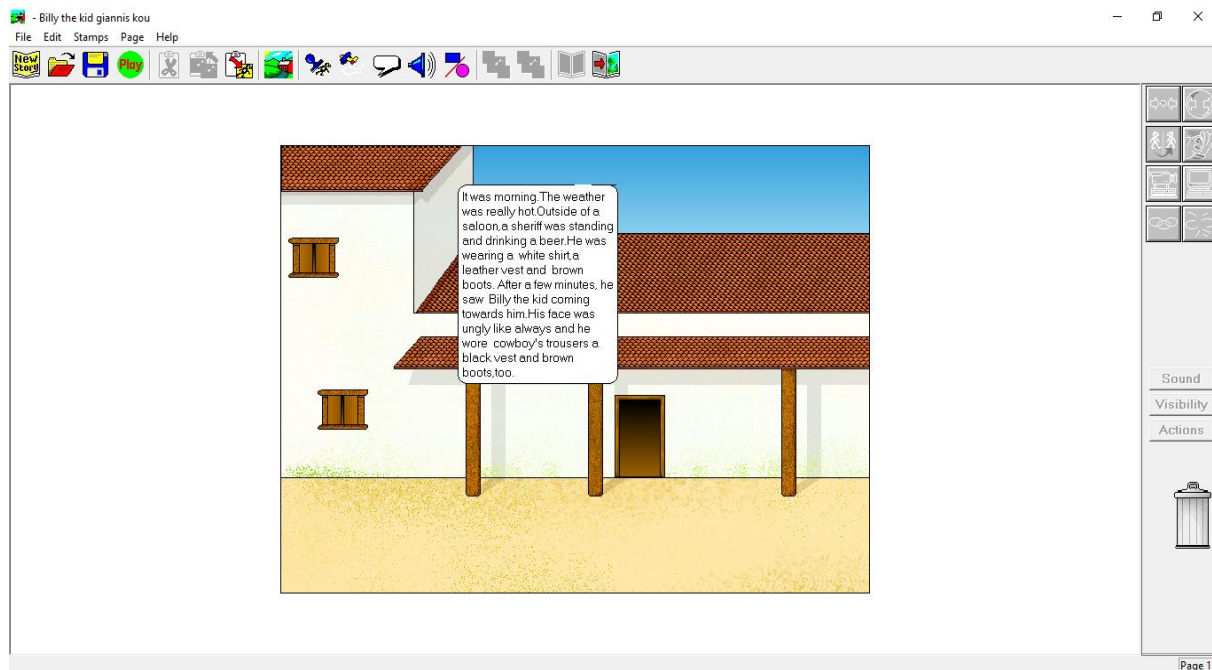 - Billy the kid giannis kou
File Edit Stamps Page Help
New Story Play
It was morning.The weather
was really hot.Outside of a
saloon,a sheriff was standing
and drinking a beer.He was
wearing a  white shirt,a
leather vest and  brown
boots. After a few minutes, he
saw  Billy the kid coming
towards him.His face was
ungly like always and he
wore  cowboy's trousers a
black vest and brown
boots,too.
Sound
Visibility
Actions
Page 1